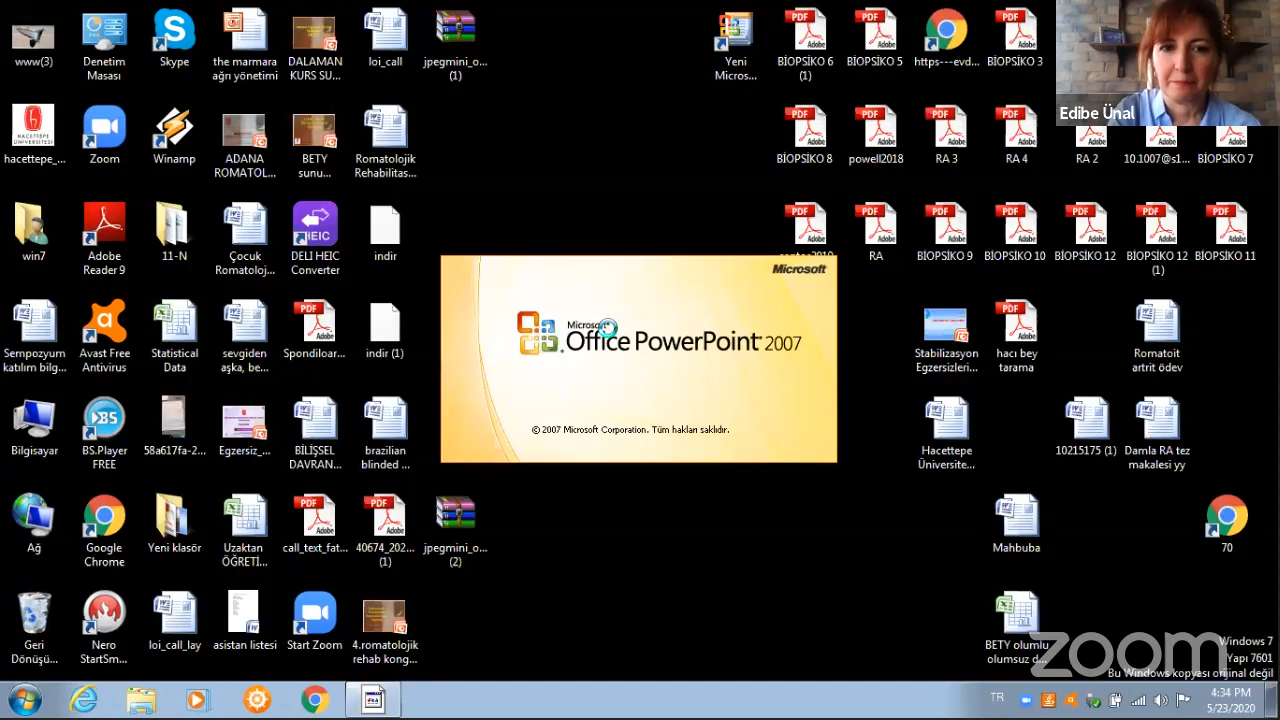 www(3)
Denetim
Masası
Skype
the marmara
ağrı yönetimi
DALAMAN
KURS SU...
loi_call
jpegmini_o...
(1)
Yeni
Micros...
BİOPSİKO 6
(1)
BİOPSİKO 5
https---evd...
BİOPSİKO 3
Edibe Ünal
hacettepe_...
Zoom
Winamp
ADANA
ROMATOL...
BETY
sunu...
Romatolojik
Rehabilitas...
BİOPSİKO 8
powell2018
RA 3
RA 4
RA 2
10.1007@s1...
BİOPSİKO 7
win7
Adobe
Reader 9
11-N
Çocuk
Romatoloj...
DELI HEIC
Converter
indir
RA
BİOPSİKO 9
BİOPSİKO 10
BİOPSİKO 12
BİOPSİKO 12
(1)
BİOPSİKO 11
Microsoft
Microsoft
Office PowerPoint 2007
© 2007 Microsoft Corporation. Tüm hakları saklıdır.
Sempozyum
katılım bilg...
Avast Free
Antivirus
Statistical
Data
sevgiden
aşka, be...
Spondiloar...
indir (1)
Stabilizasyon
Egzersizleri...
hacı bey
tarama
Romatoit
artrit ödev
Bilgisayar
BS.Player
FREE
58a617fa-2...
Egzersiz_...
BİLİŞSEL
DAVRAN...
brazilian
blinded ...
Hacettepe
Üniversite...
10215175 (1)
Damla RA tez
makalesi yy
Ağ
Google
Chrome
Yeni klasör
Uzaktan
ÖĞRETİ...
call_text_fat...
40674_202...
(1)
jpegmini_o...
(2)
Mahbuba
70
Geri
Dönüşü...
Nero
StartSm...
loi_call_lay
asistan listesi
Start Zoom
4.romatolojik
rehab kong...
BETY olumlu
olumsuz d...
zoom
Windows 7
Yapı 7601
Bu Windows kopyası orijinal değil
TR
4:34 PM
5/23/2020